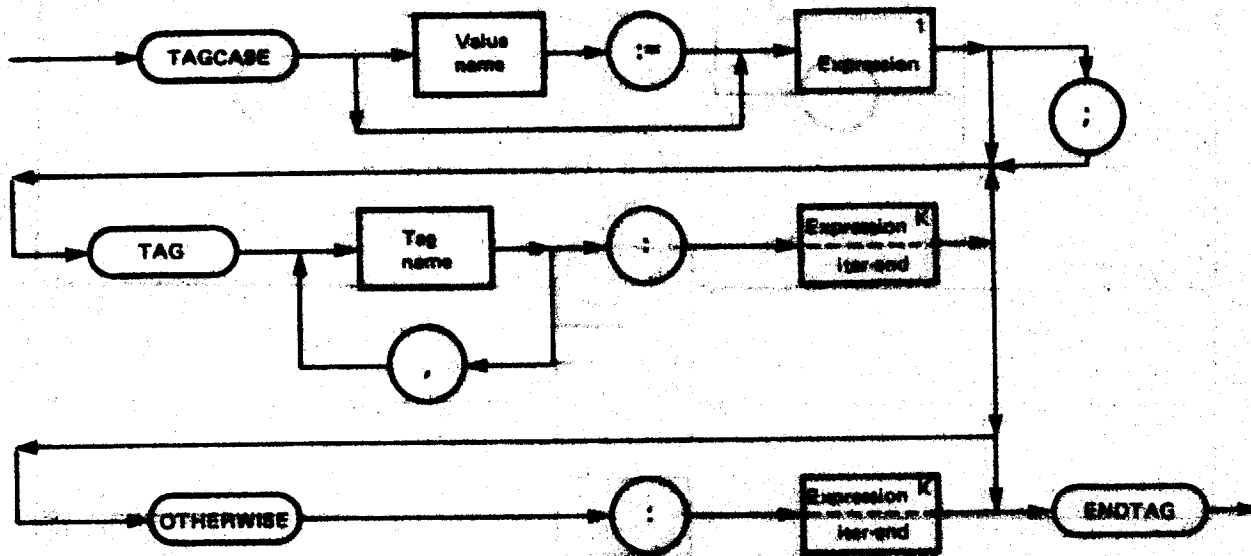 TAGCASE
Value
name
:=
1
Expression
;
TAG
Tag
name
:
Expression K
iter-end
,
OTHERWISE
:
Expression K
iter-end
ENDTAG